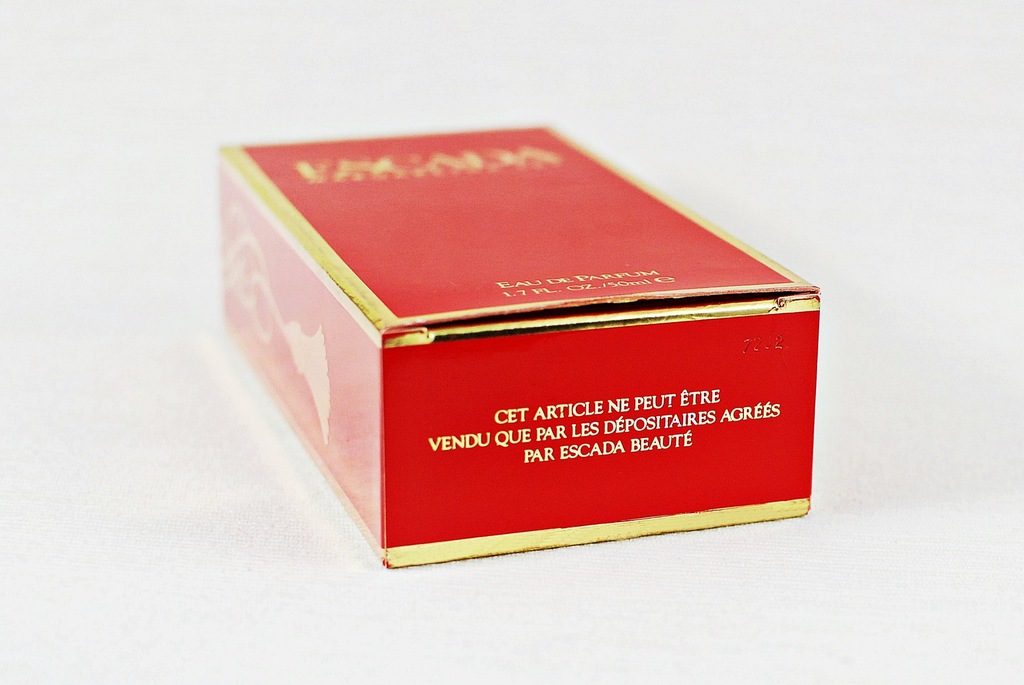 ESCADA
EAU DE PARFUM
1.7 FL. OZ./50ml ℮
CET ARTICLE NE PEUT ÊTRE
VENDU QUE PAR LES DÉPOSITAIRES AGRÉÉS
PAR ESCADA BEAUTÉ